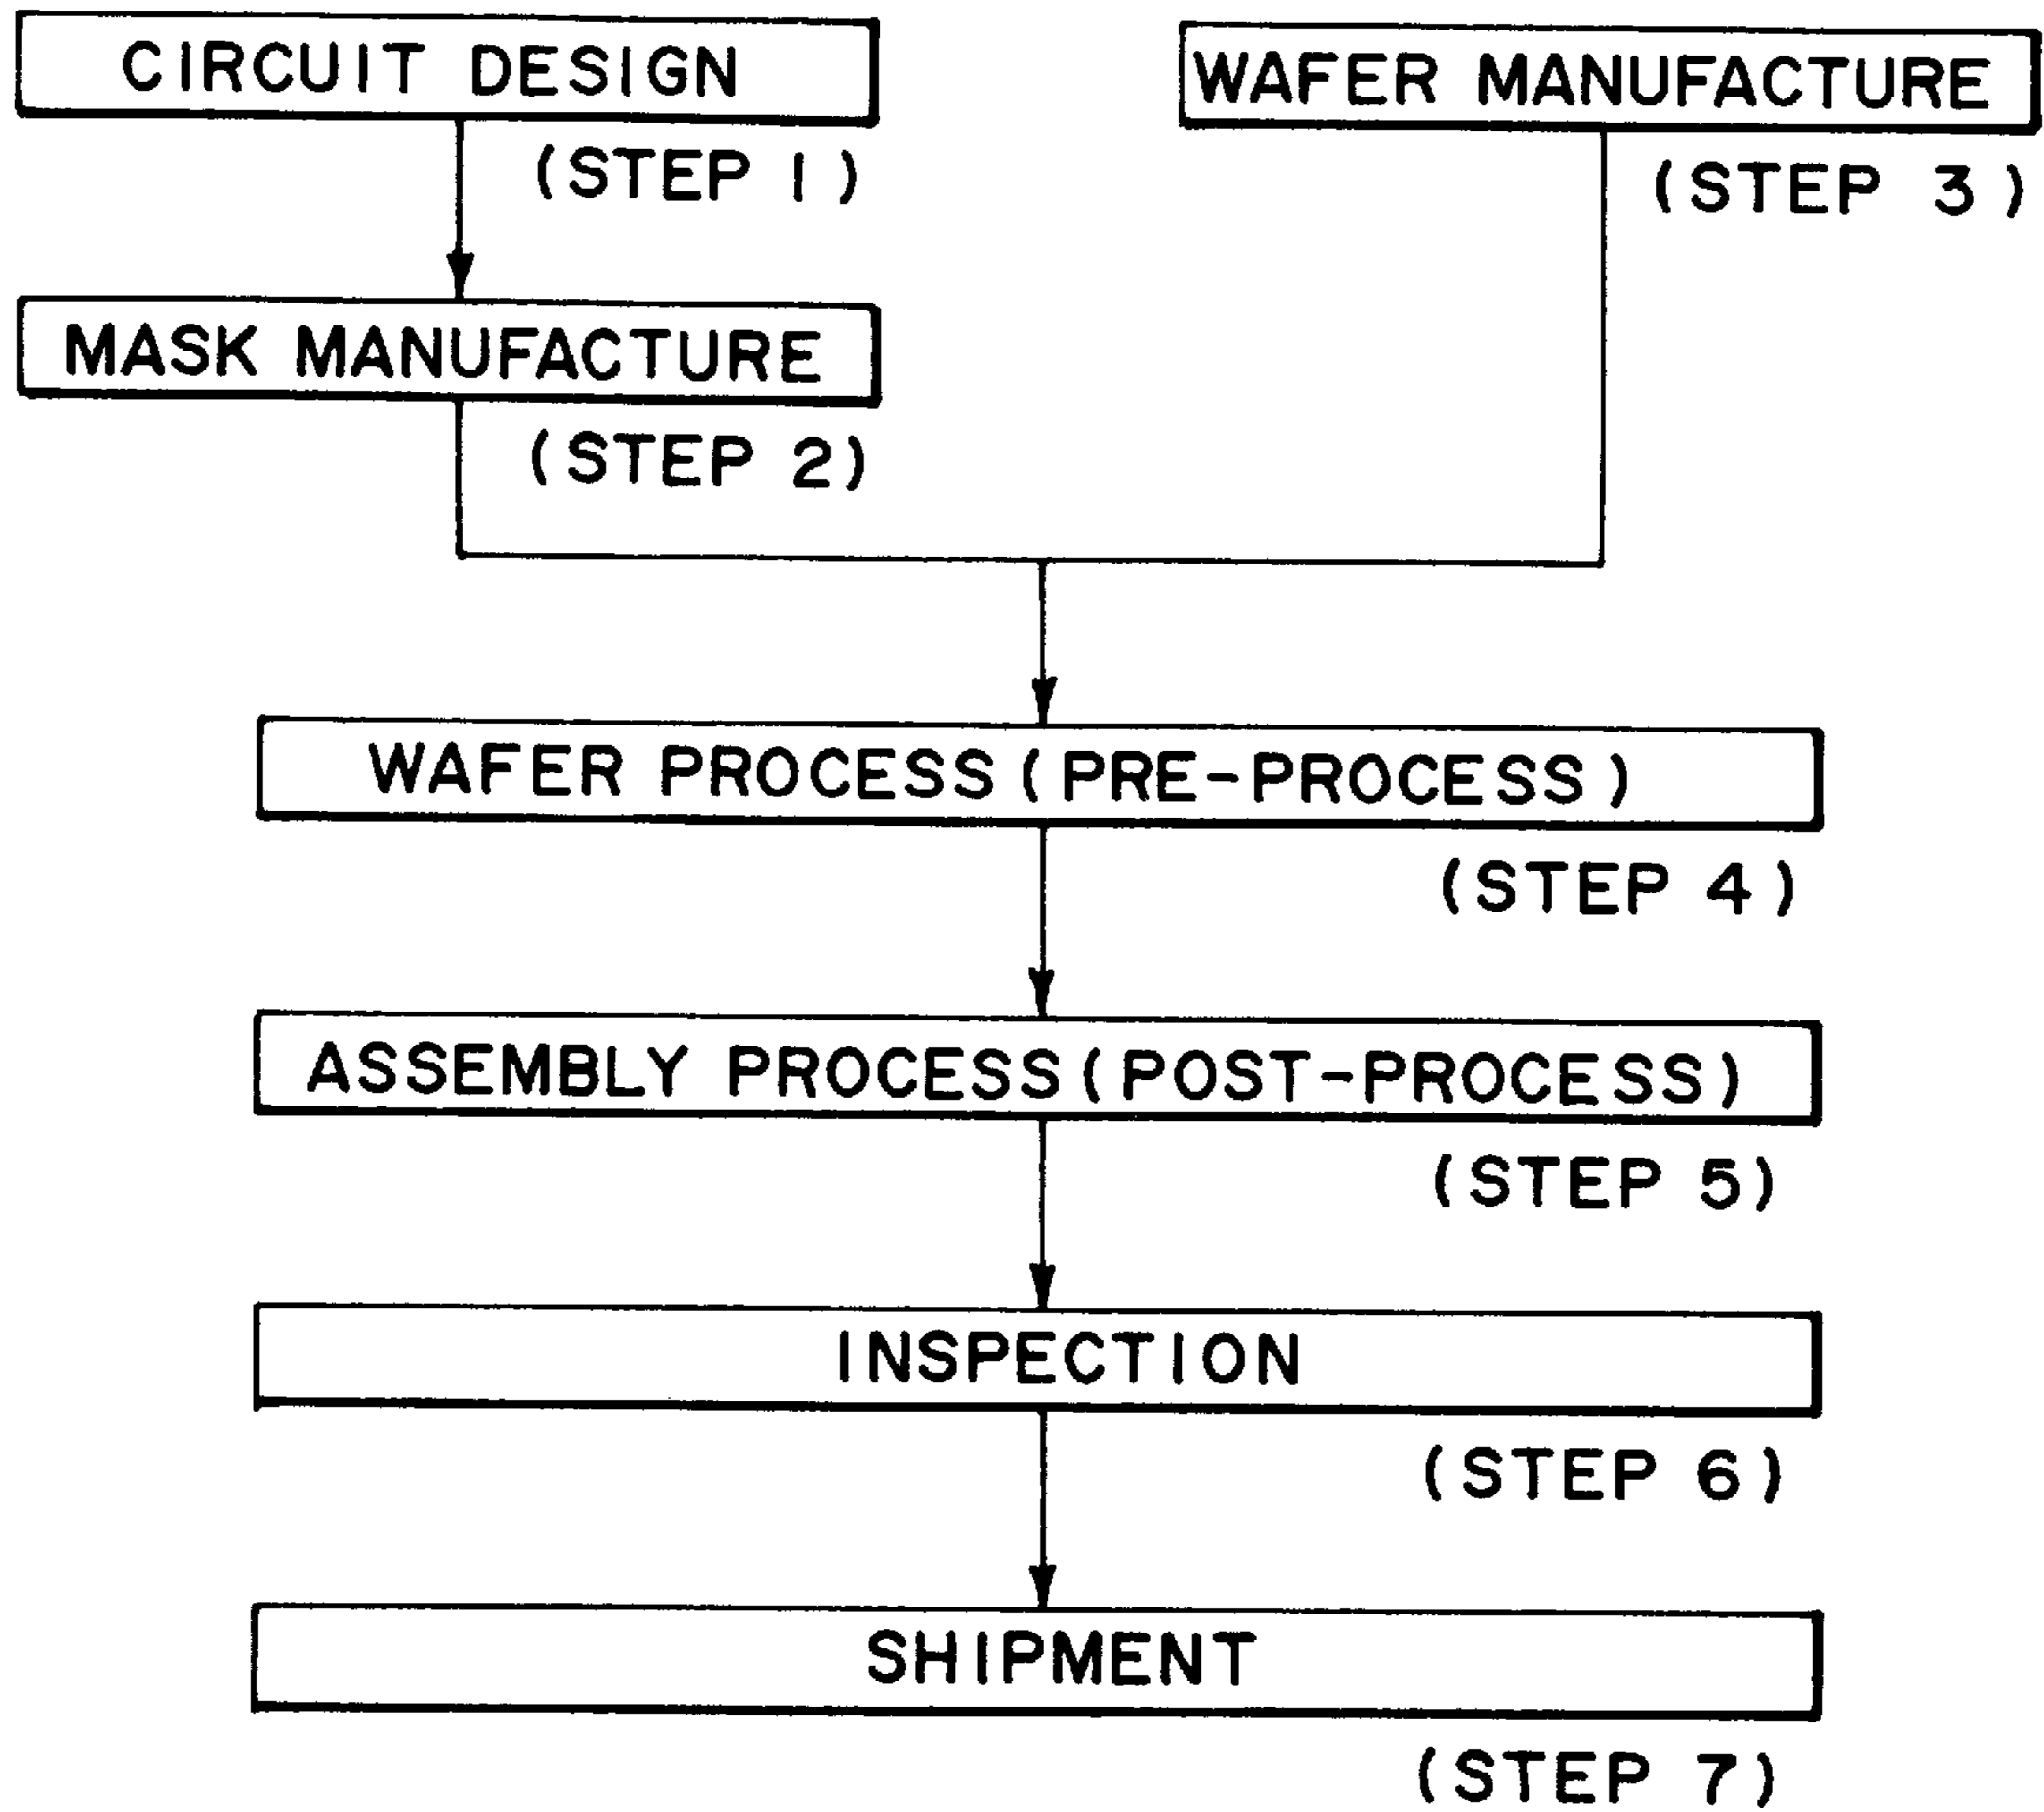 CIRCUIT DESIGN
(STEP 1)
WAFER MANUFACTURE
(STEP 3)
MASK MANUFACTURE
(STEP 2)
WAFER PROCESS (PRE-PROCESS)
(STEP 4)
ASSEMBLY PROCESS (POST-PROCESS)
(STEP 5)
INSPECTION
(STEP 6)
SHIPMENT
(STEP 7)